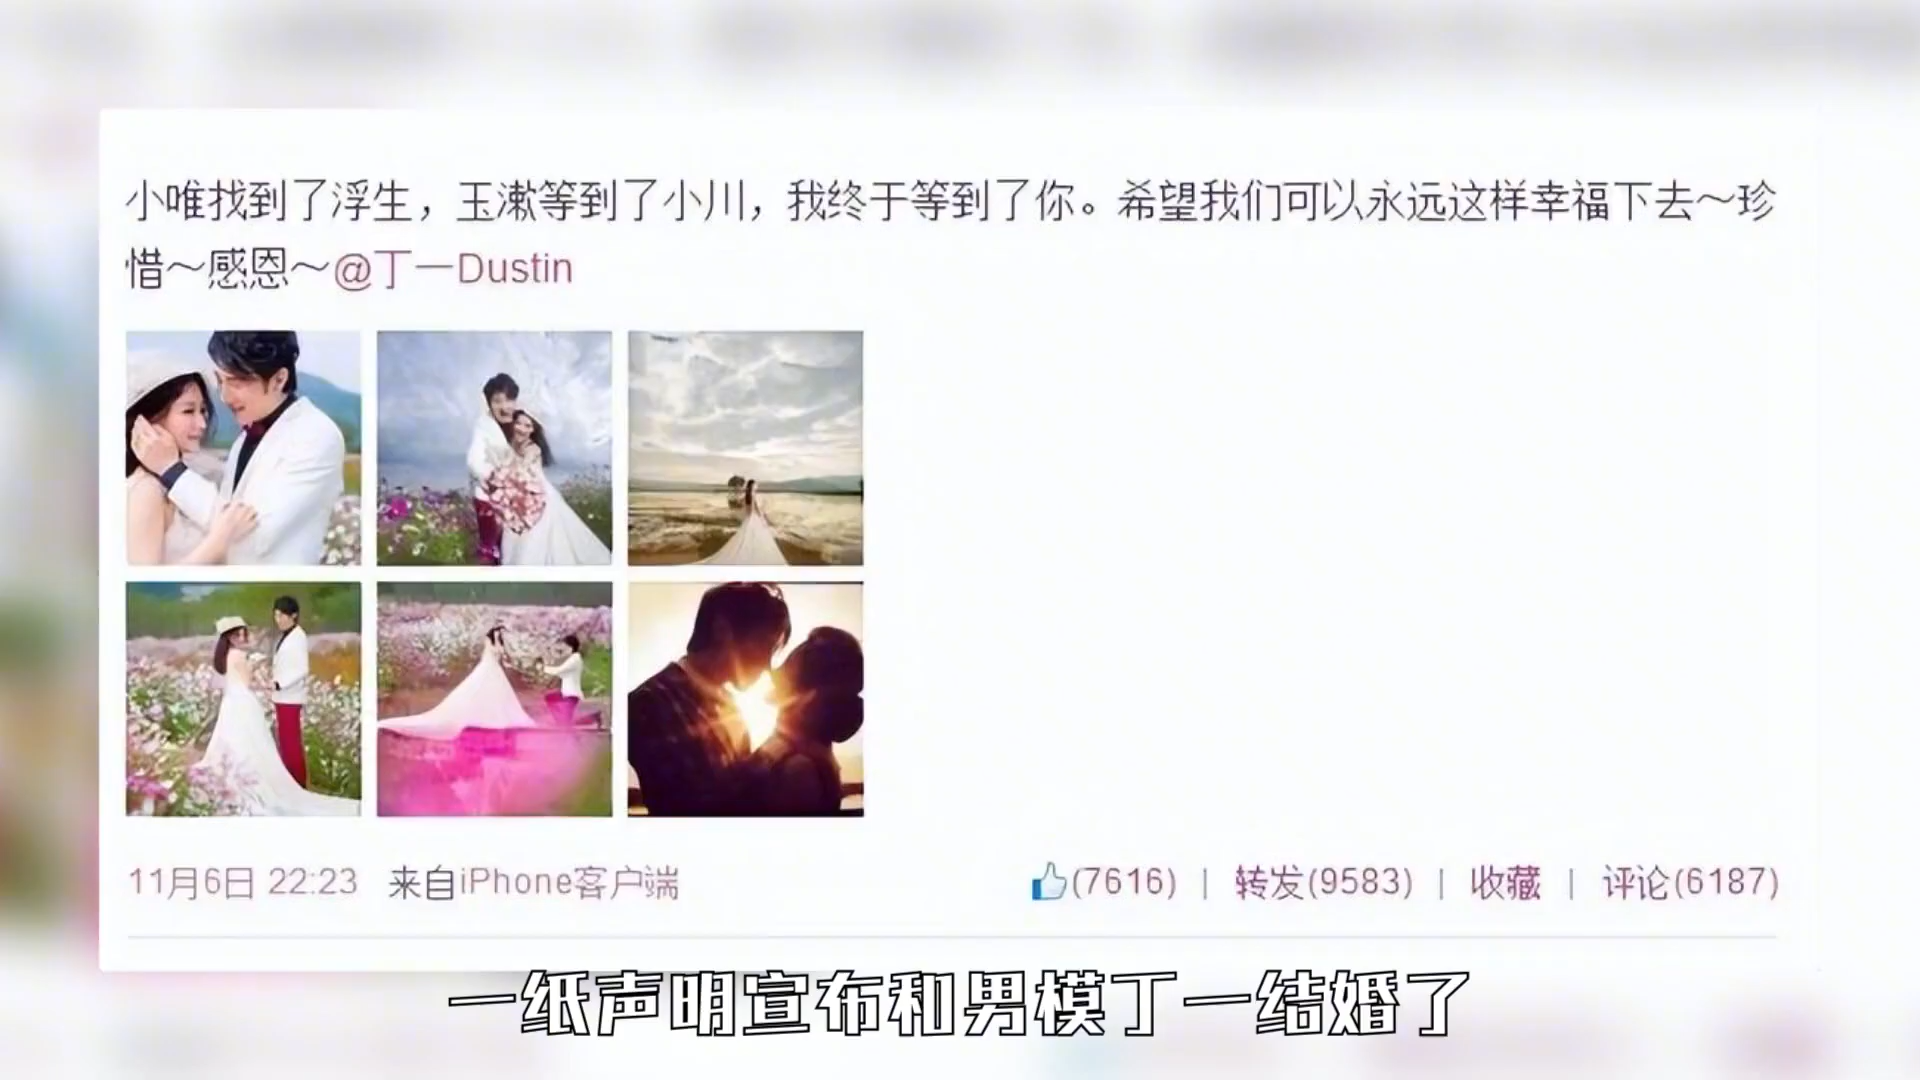 小唯找到了浮生，玉漱等到了小川，我终于等到了你。希望我们可以永远这样幸福下去～珍
惜～感恩～@丁一Dustin
11月6日 22:23 来自iPhone客户端 (7616) | 转发(9583) | 收藏 | 评论(6187)
一纸声明宣布和男模丁一结婚了